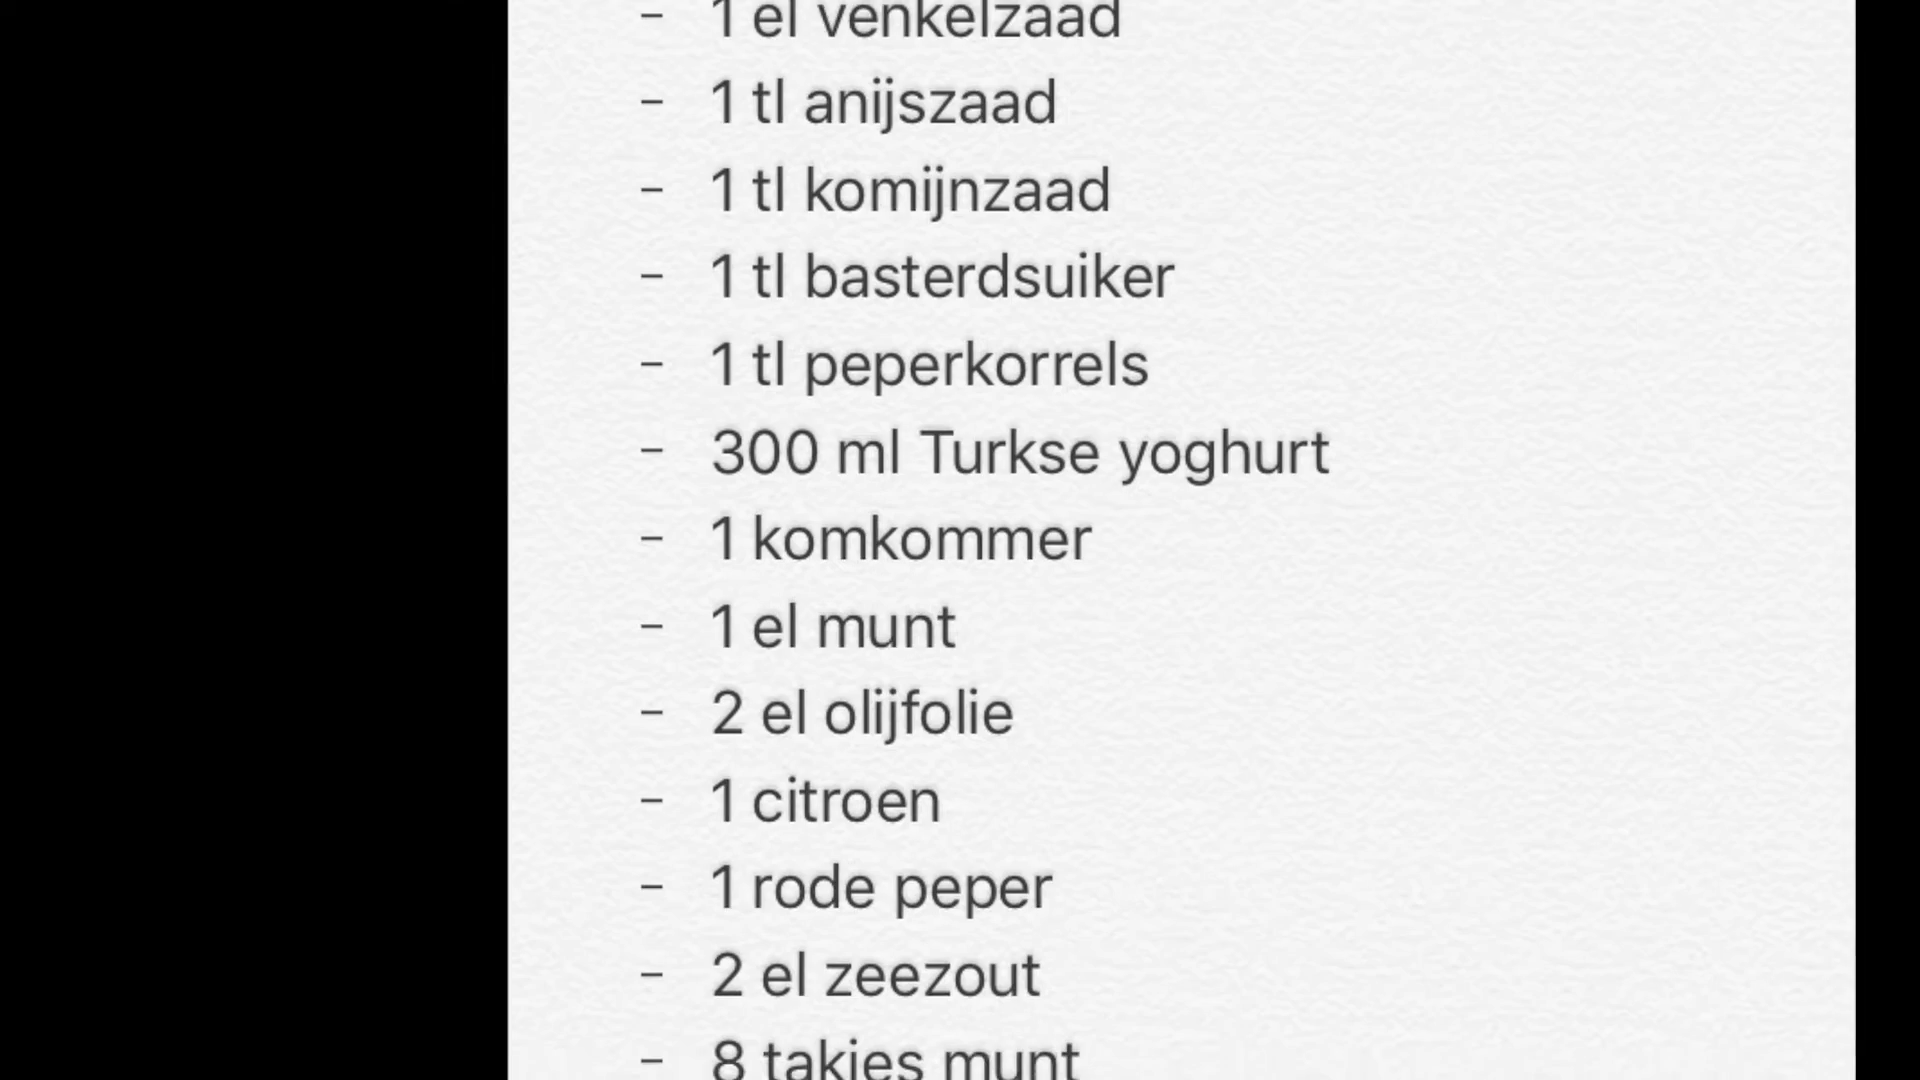 - 1 el venkelzaad
- 1 tl anijszaad
- 1 tl komijnzaad
- 1 tl basterdsuiker
- 1 tl peperkorrels
- 300 ml Turkse yoghurt
- 1 komkommer
- 1 el munt
- 2 el olijfolie
- 1 citroen
- 1 rode peper
- 2 el zeezout
- 8 takjes munt